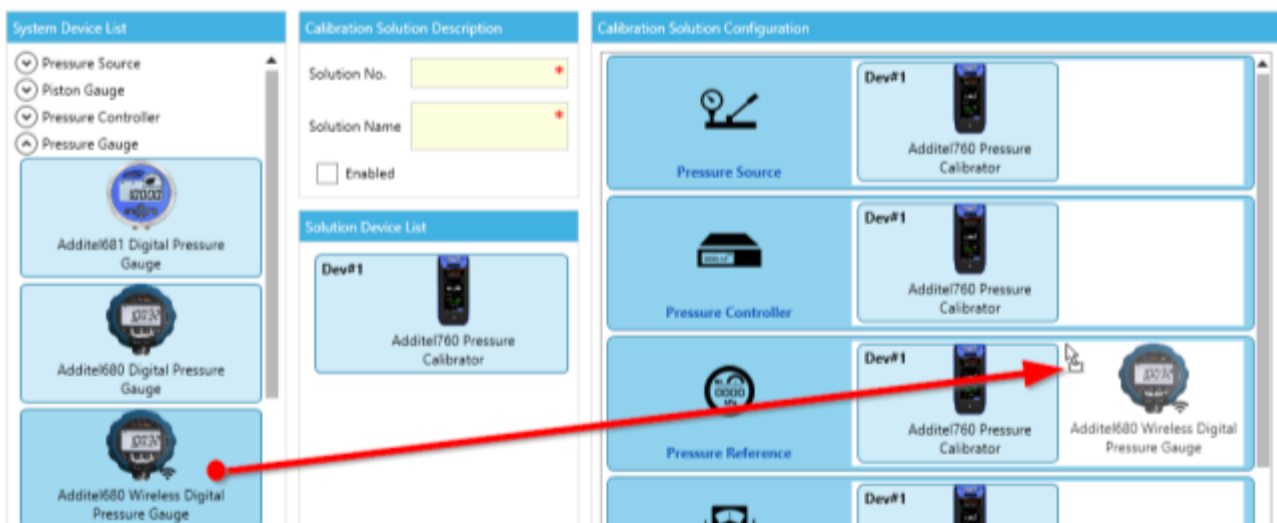 System Device List
Pressure Source
Piston Gauge
Pressure Controller
Pressure Gauge
Additel681 Digital Pressure
Gauge
Additel680 Digital Pressure
Gauge
Additel680 Wireless Digital
Pressure Gauge
Calibration Solution Description
Solution No.
*
Solution Name
*
Enabled
Solution Device List
Dev#1
Additel760 Pressure
Calibrator
Calibration Solution Configuration
Pressure Source
Dev#1
Additel760 Pressure
Calibrator
Pressure Controller
Dev#1
Additel760 Pressure
Calibrator
Pressure Reference
Dev#1
Additel760 Pressure
Calibrator
Additel680 Wireless Digital
Pressure Gauge
Dev#1